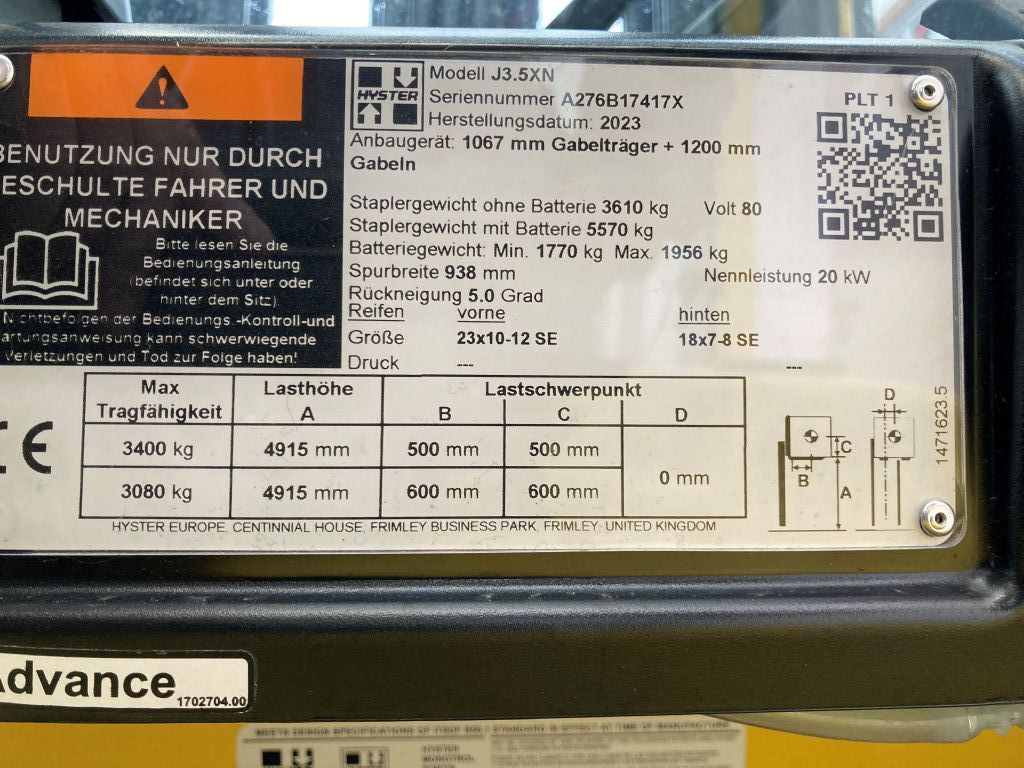 BENUTZUNG NUR DURCH
ESCHULTE FAHRER UND
MECHANIKER
Bitte lesen Sie die
Bedienungsanleitung
(befindet sich unter oder
hinter dem Sitz)
Nichtbefolgen der Bedienungs.-Kontroll-und
artungsanweisung kann schwerwiegende
Verletzungen und Tod zur Folge haben!
HYSTER
Modell J3.5XN
Seriennummer A276B17417X
Herstellungsdatum: 2023
Anbaugerät: 1067 mm Gabelträger + 1200 mm
Gabeln
PLT 1
Staplergewicht ohne Batterie 3610 kg Volt 80
Staplergewicht mit Batterie 5570 kg
Batteriegewicht: Min. 1770 kg Max. 1956 kg
Spurbreite 938 mm Nennleistung 20 kW
Rückneigung 5.0 Grad
Reifen vorne hinten
Größe 23x10-12 SE 18x7-8 SE
Druck --- ---
Max Lasthöhe Lastschwerpunkt
Tragfähigkeit A B C D
3400 kg 4915 mm 500 mm 500 mm 0 mm
3080 kg 4915 mm 600 mm 600 mm
HYSTER EUROPE, CENTINNIAL HOUSE, FRIMLEY BUSINESS PARK, FRIMLEY, UNITED KINGDOM
CE
B C A D
1471623.5
Advance
1702704.00
HYSTER